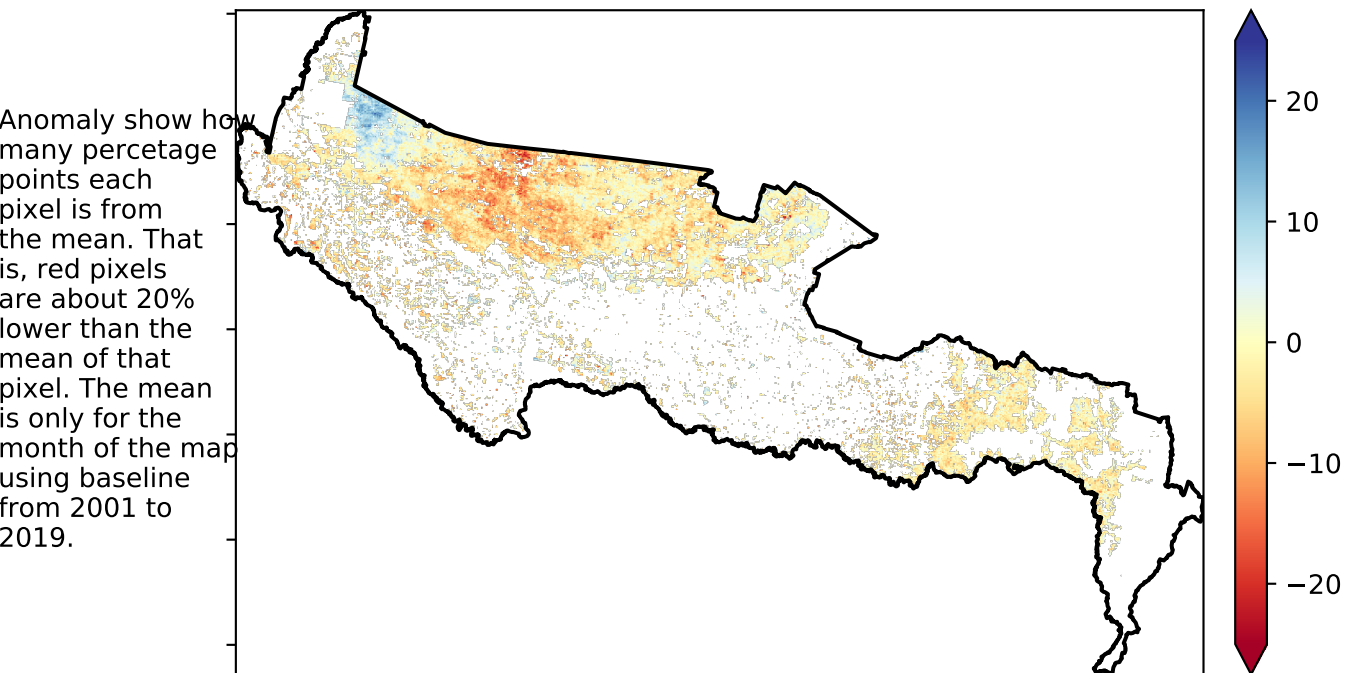 Anomaly show how
many percetage
points each
pixel is from
the mean. That
is, red pixels
are about 20%
lower than the
mean of that
pixel. The mean
is only for the
month of the map
using baseline
from 2001 to
2019.
20
10
0
−10
−20